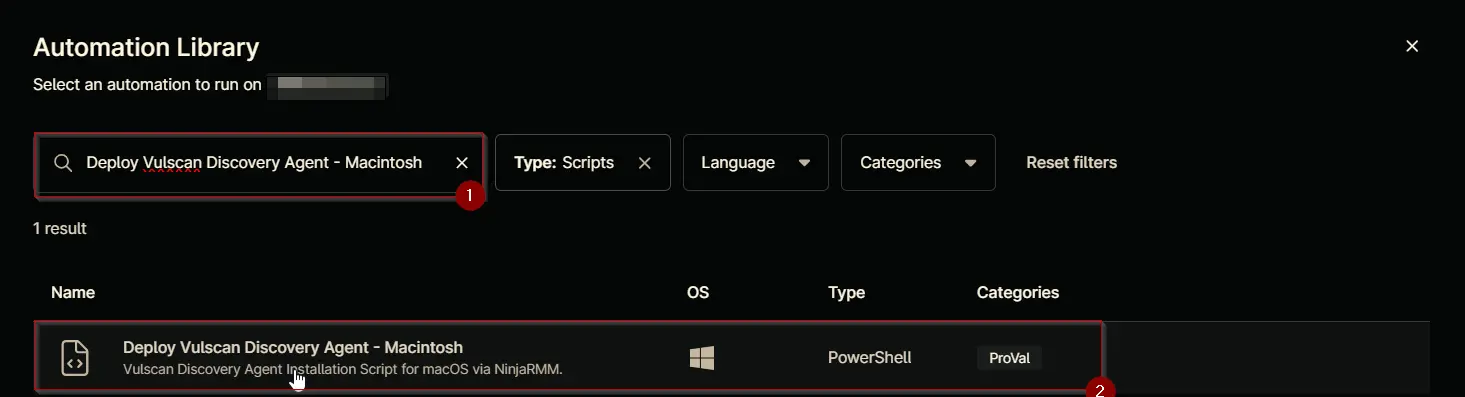 Automation Library
Select an automation to run on
Deploy Vulscan Discovery Agent - Macintosh
Type: Scripts
Language
Categories
Reset filters
1
1 result
Name OS Type Categories
Deploy Vulscan Discovery Agent - Macintosh
Vulscan Discovery Agent Installation Script for macOS via NinjaRMM.
PowerShell
ProVal
2